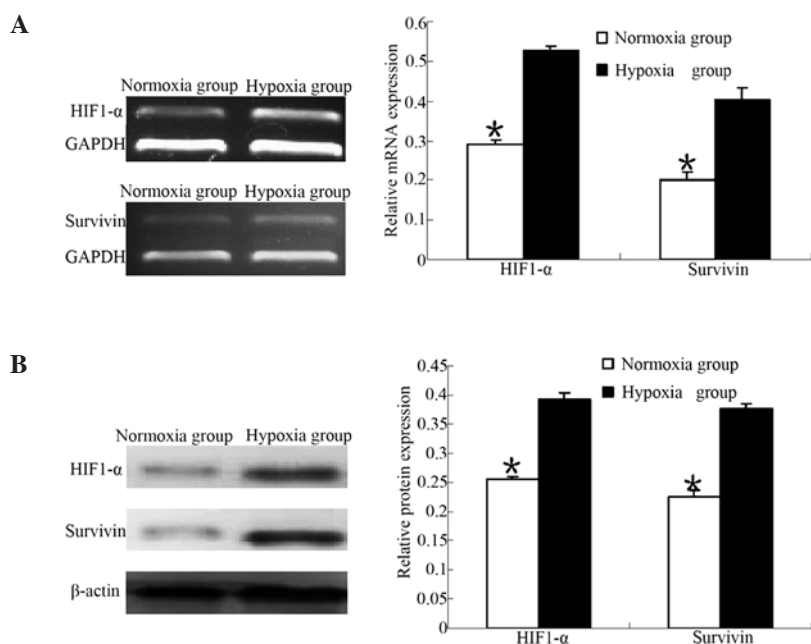 A
Normoxia group Hypoxia group
HIF1-α
GAPDH
Normoxia group Hypoxia group
Survivin
GAPDH
Relative mRNA expression
0.6
0.5
0.4
0.3
0.2
0.1
0
Normoxia group
Hypoxia group
*
*
HIF1-α
Survivin
B
Normoxia group Hypoxia group
HIF1-α
Survivin
β-actin
Relative protein expression
0.45
0.4
0.35
0.3
0.25
0.2
0.15
0.1
0.05
0
Normoxia group
Hypoxia group
*
*
HIF1-α
Survivin